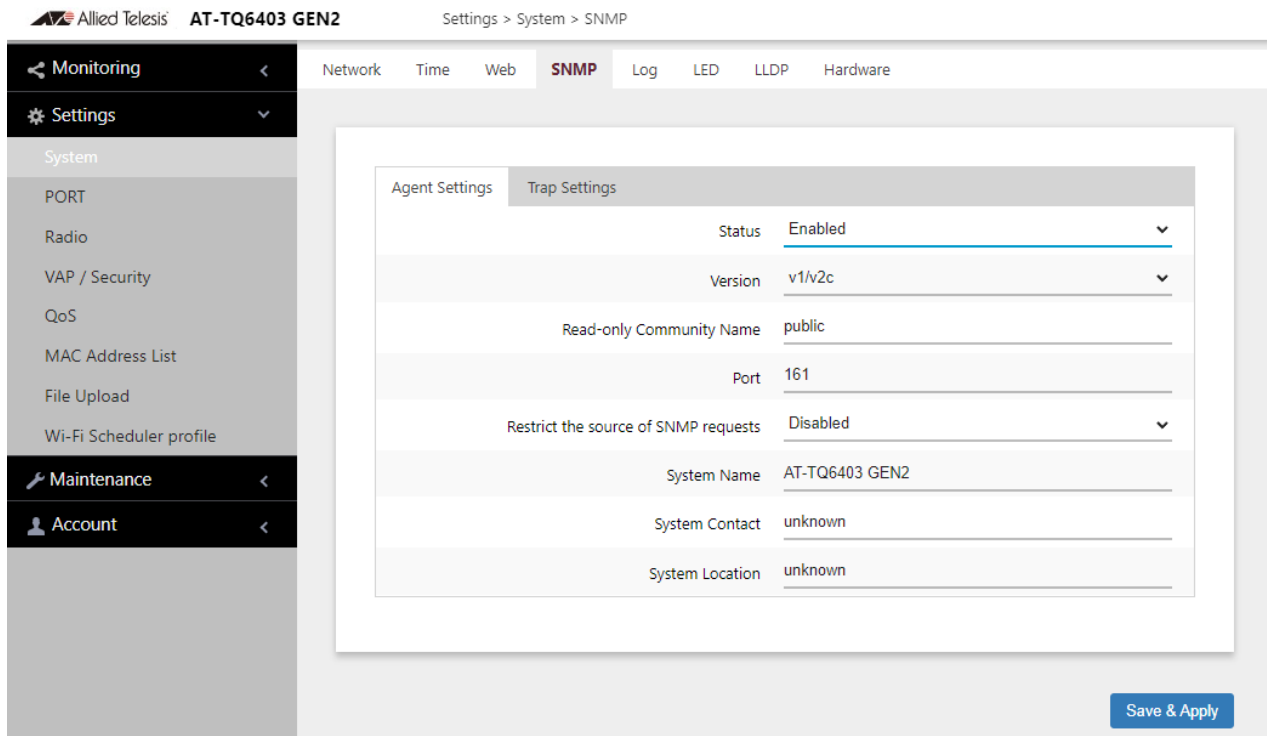 Allied Telesis AT-TQ6403 GEN2 Settings > System > SNMP
Monitoring
Settings
System
PORT
Radio
VAP / Security
QoS
MAC Address List
File Upload
Wi-Fi Scheduler profile
Maintenance
Account
Network Time Web SNMP Log LED LLDP Hardware
Agent Settings Trap Settings
Status Enabled
Version v1/v2c
Read-only Community Name public
Port 161
Restrict the source of SNMP requests Disabled
System Name AT-TQ6403 GEN2
System Contact unknown
System Location unknown
Save & Apply